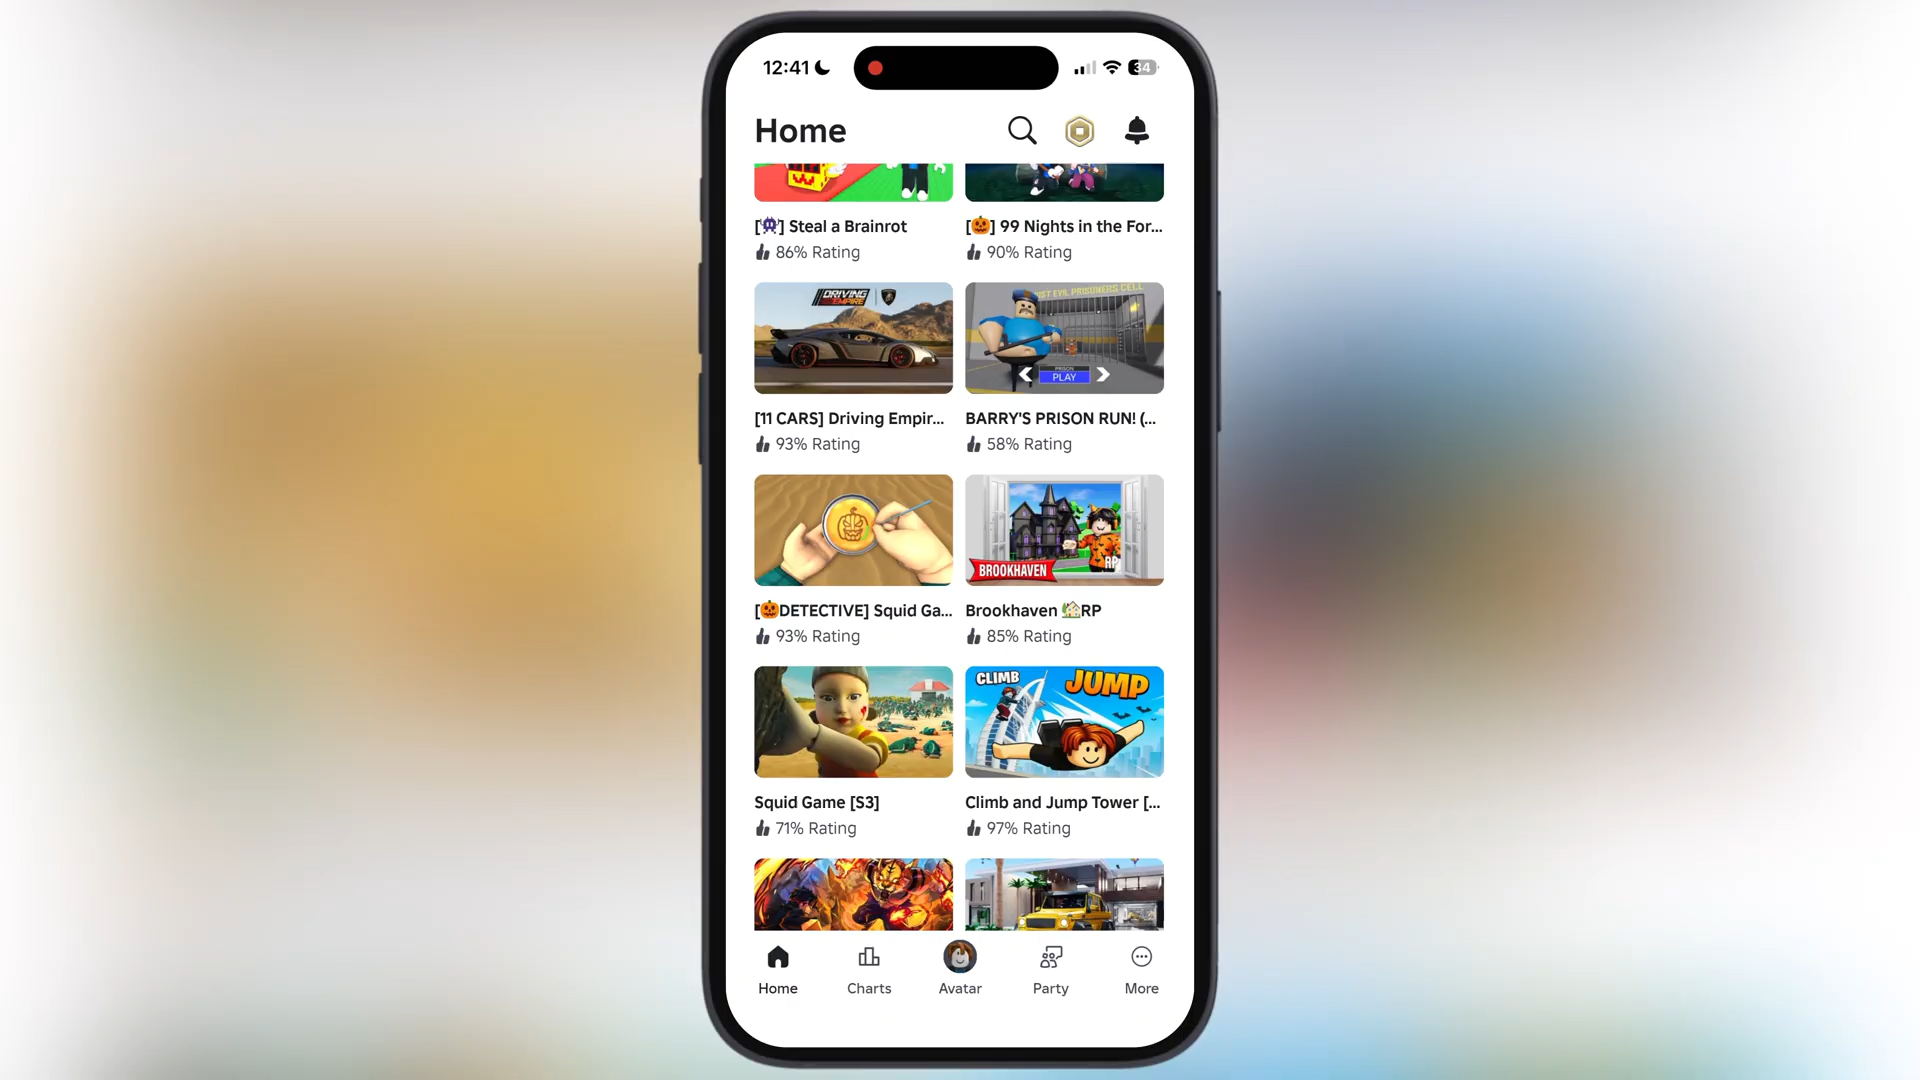 12:41
34
Home
[👾] Steal a Brainrot
[🎃] 99 Nights in the For...
86% Rating
90% Rating
DRIVING
EMPIRE
EVIL PRISONERS CELL
PRISON
PLAY
[11 CARS] Driving Empir...
BARRY'S PRISON RUN! (...
93% Rating
58% Rating
BROOKHAVEN
RP
[🎃DETECTIVE] Squid Ga...
Brookhaven 🏡RP
93% Rating
85% Rating
CLIMB
JUMP
Squid Game [S3]
Climb and Jump Tower [...
71% Rating
97% Rating
Home
Charts
Avatar
Party
More